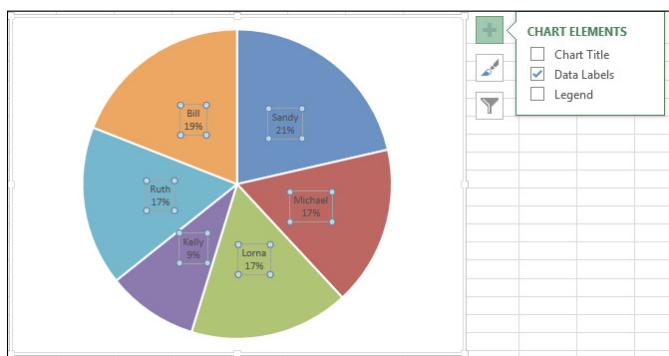 Bill
19%
Sandy
21%
Ruth
17%
Michael
17%
Kelly
9%
Lorna
17%
CHART ELEMENTS
Chart Title
Data Labels
Legend